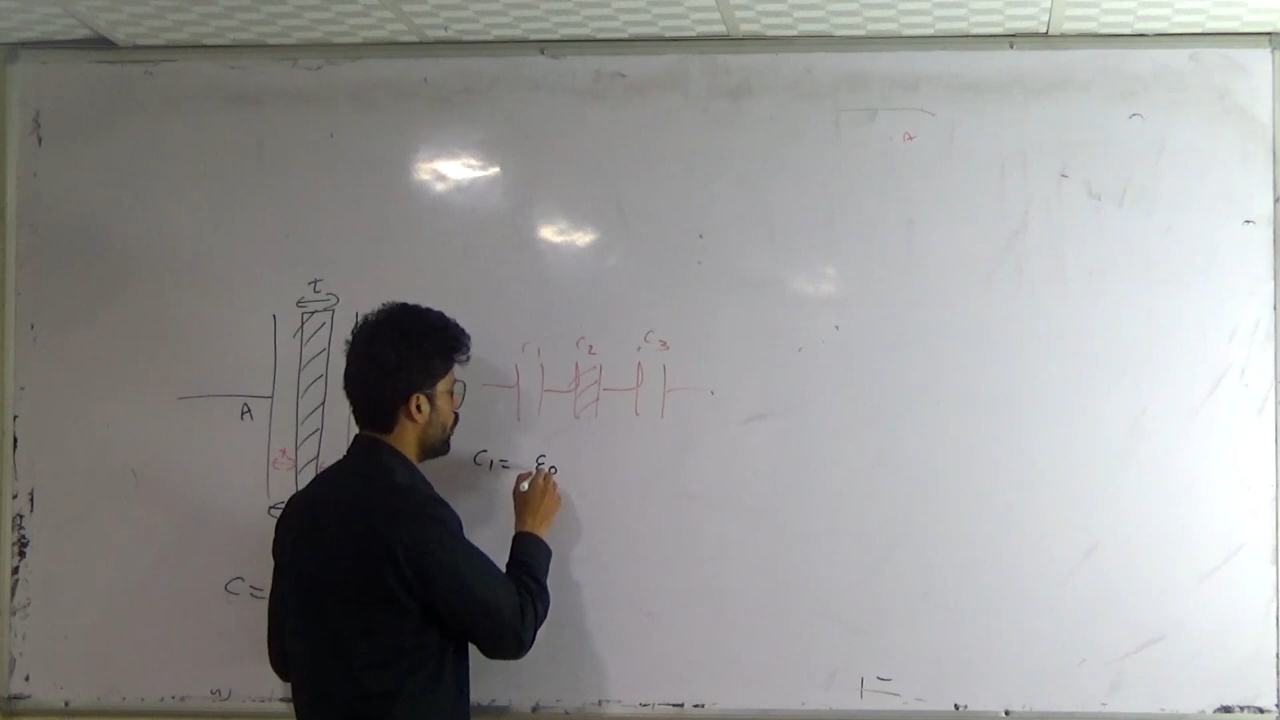 A
t
A
x
C₁ C₂ C₃
C₁ = ε₀
C =